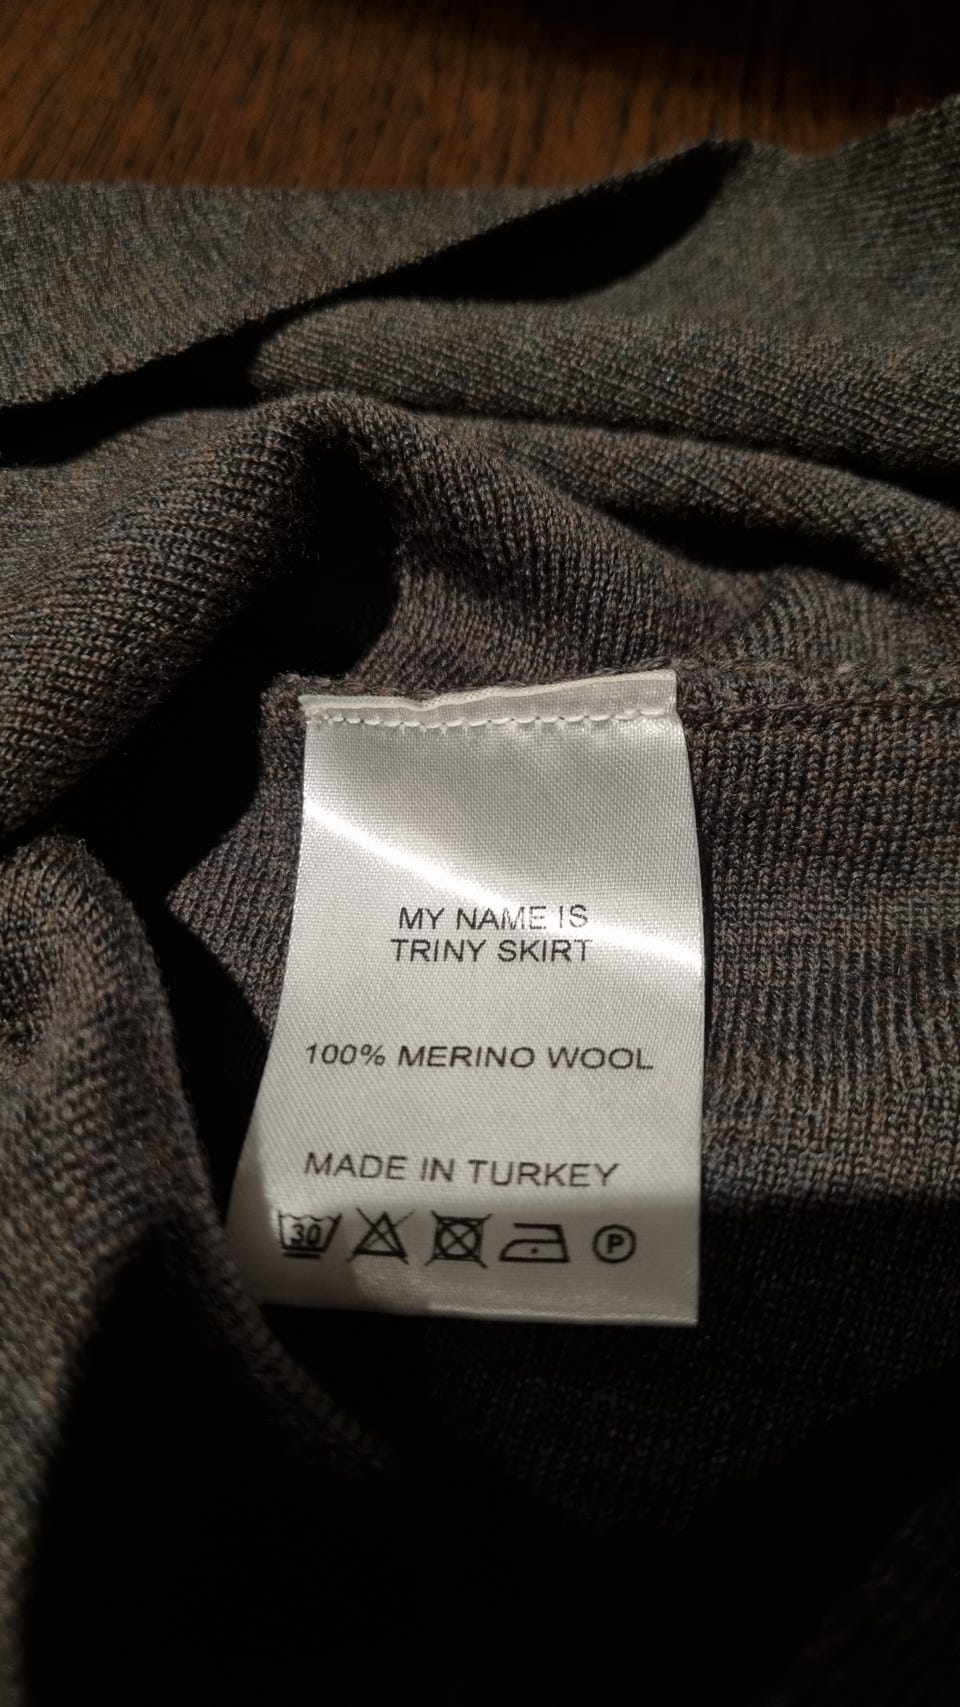 MY NAME IS
TRINY SKIRT
100% MERINO WOOL
MADE IN TURKEY
30 P